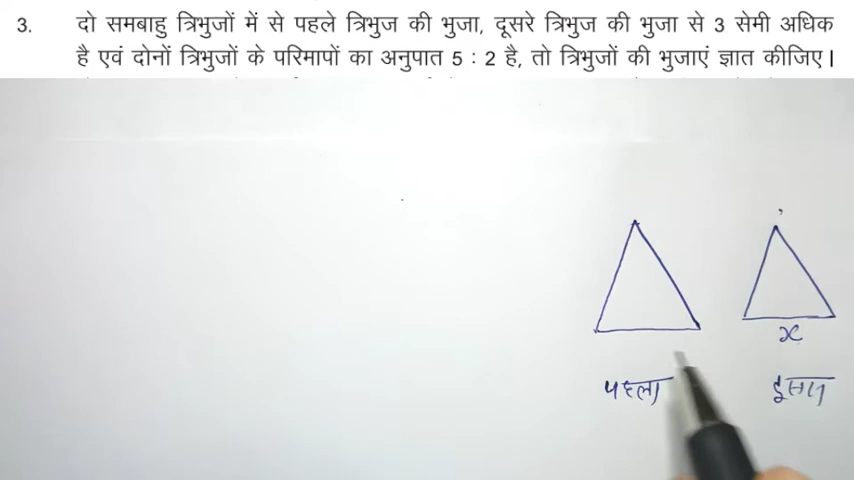 3. दो समबाहु त्रिभुजों में से पहले त्रिभुज की भुजा, दूसरे त्रिभुज की भुजा से 3 सेमी अधिक
है एवं दोनों त्रिभुजों के परिमापों का अनुपात 5 : 2 है, तो त्रिभुजों की भुजाएं ज्ञात कीजिए।
x
पहला दूसरा